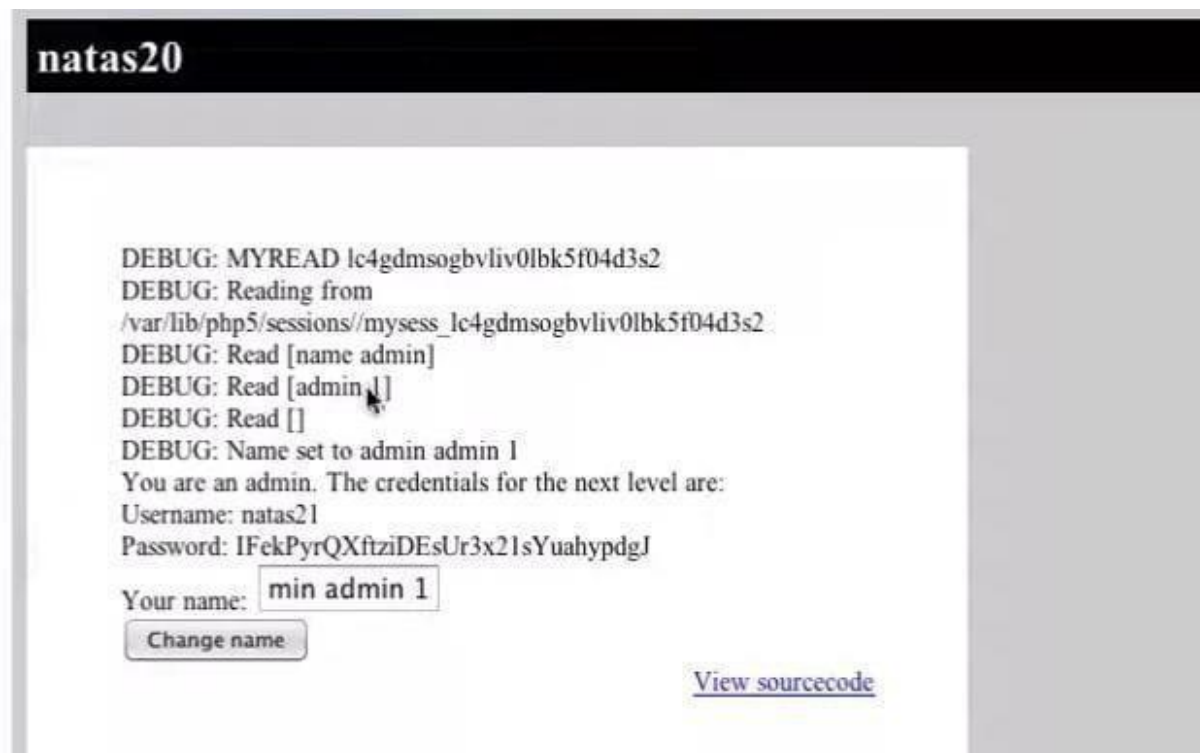 natas20
DEBUG: MYREAD lc4gdmsogbvliv0lbk5f04d3s2
DEBUG: Reading from
/var/lib/php5/sessions//mysess_lc4gdmsogbvliv0lbk5f04d3s2
DEBUG: Read [name admin]
DEBUG: Read [admin 1]
DEBUG: Read []
DEBUG: Name set to admin admin 1
You are an admin. The credentials for the next level are:
Username: natas21
Password: IFekPyrQXftziDEsUr3x21sYuahypdgJ
Your name: min admin 1
Change name
View sourcecode